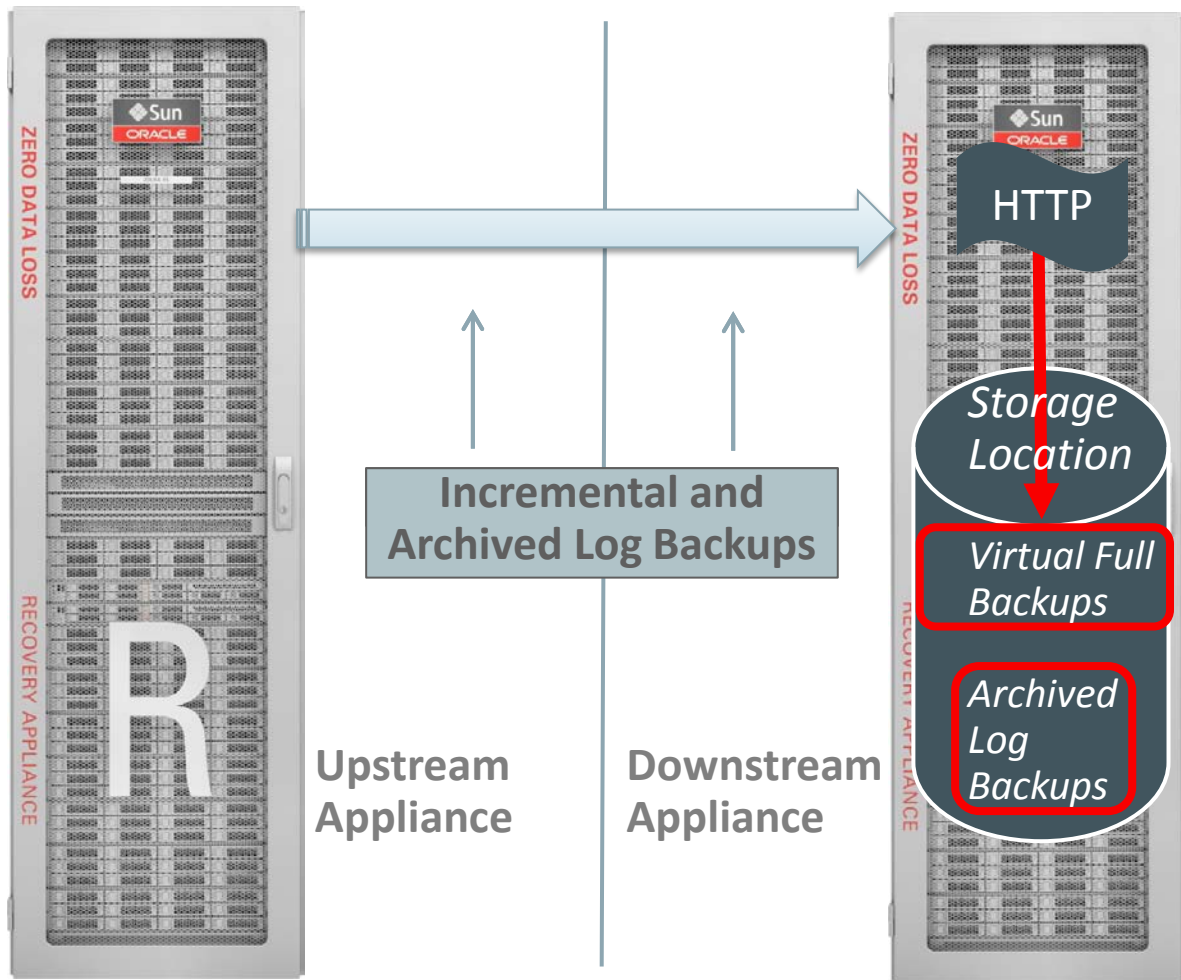 Sun
ORACLE
ZERO DATA LOSS
RECOVERY APPLIANCE
R
Incremental and
Archived Log Backups
Upstream
Appliance
Downstream
Appliance
Sun
ORACLE
ZERO DATA LOSS
HTTP
Storage
Location
Virtual Full
Backups
Archived
Log
Backups
RECOVERY APPLIANCE